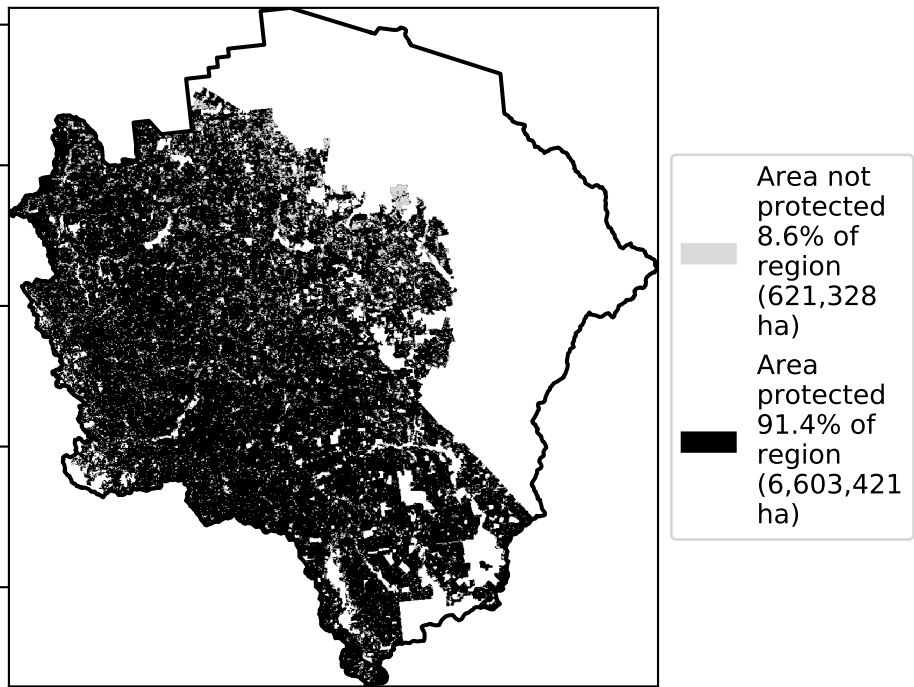 Area not
protected
8.6% of
region
(621,328
ha)
Area
protected
91.4% of
region
(6,603,421
ha)